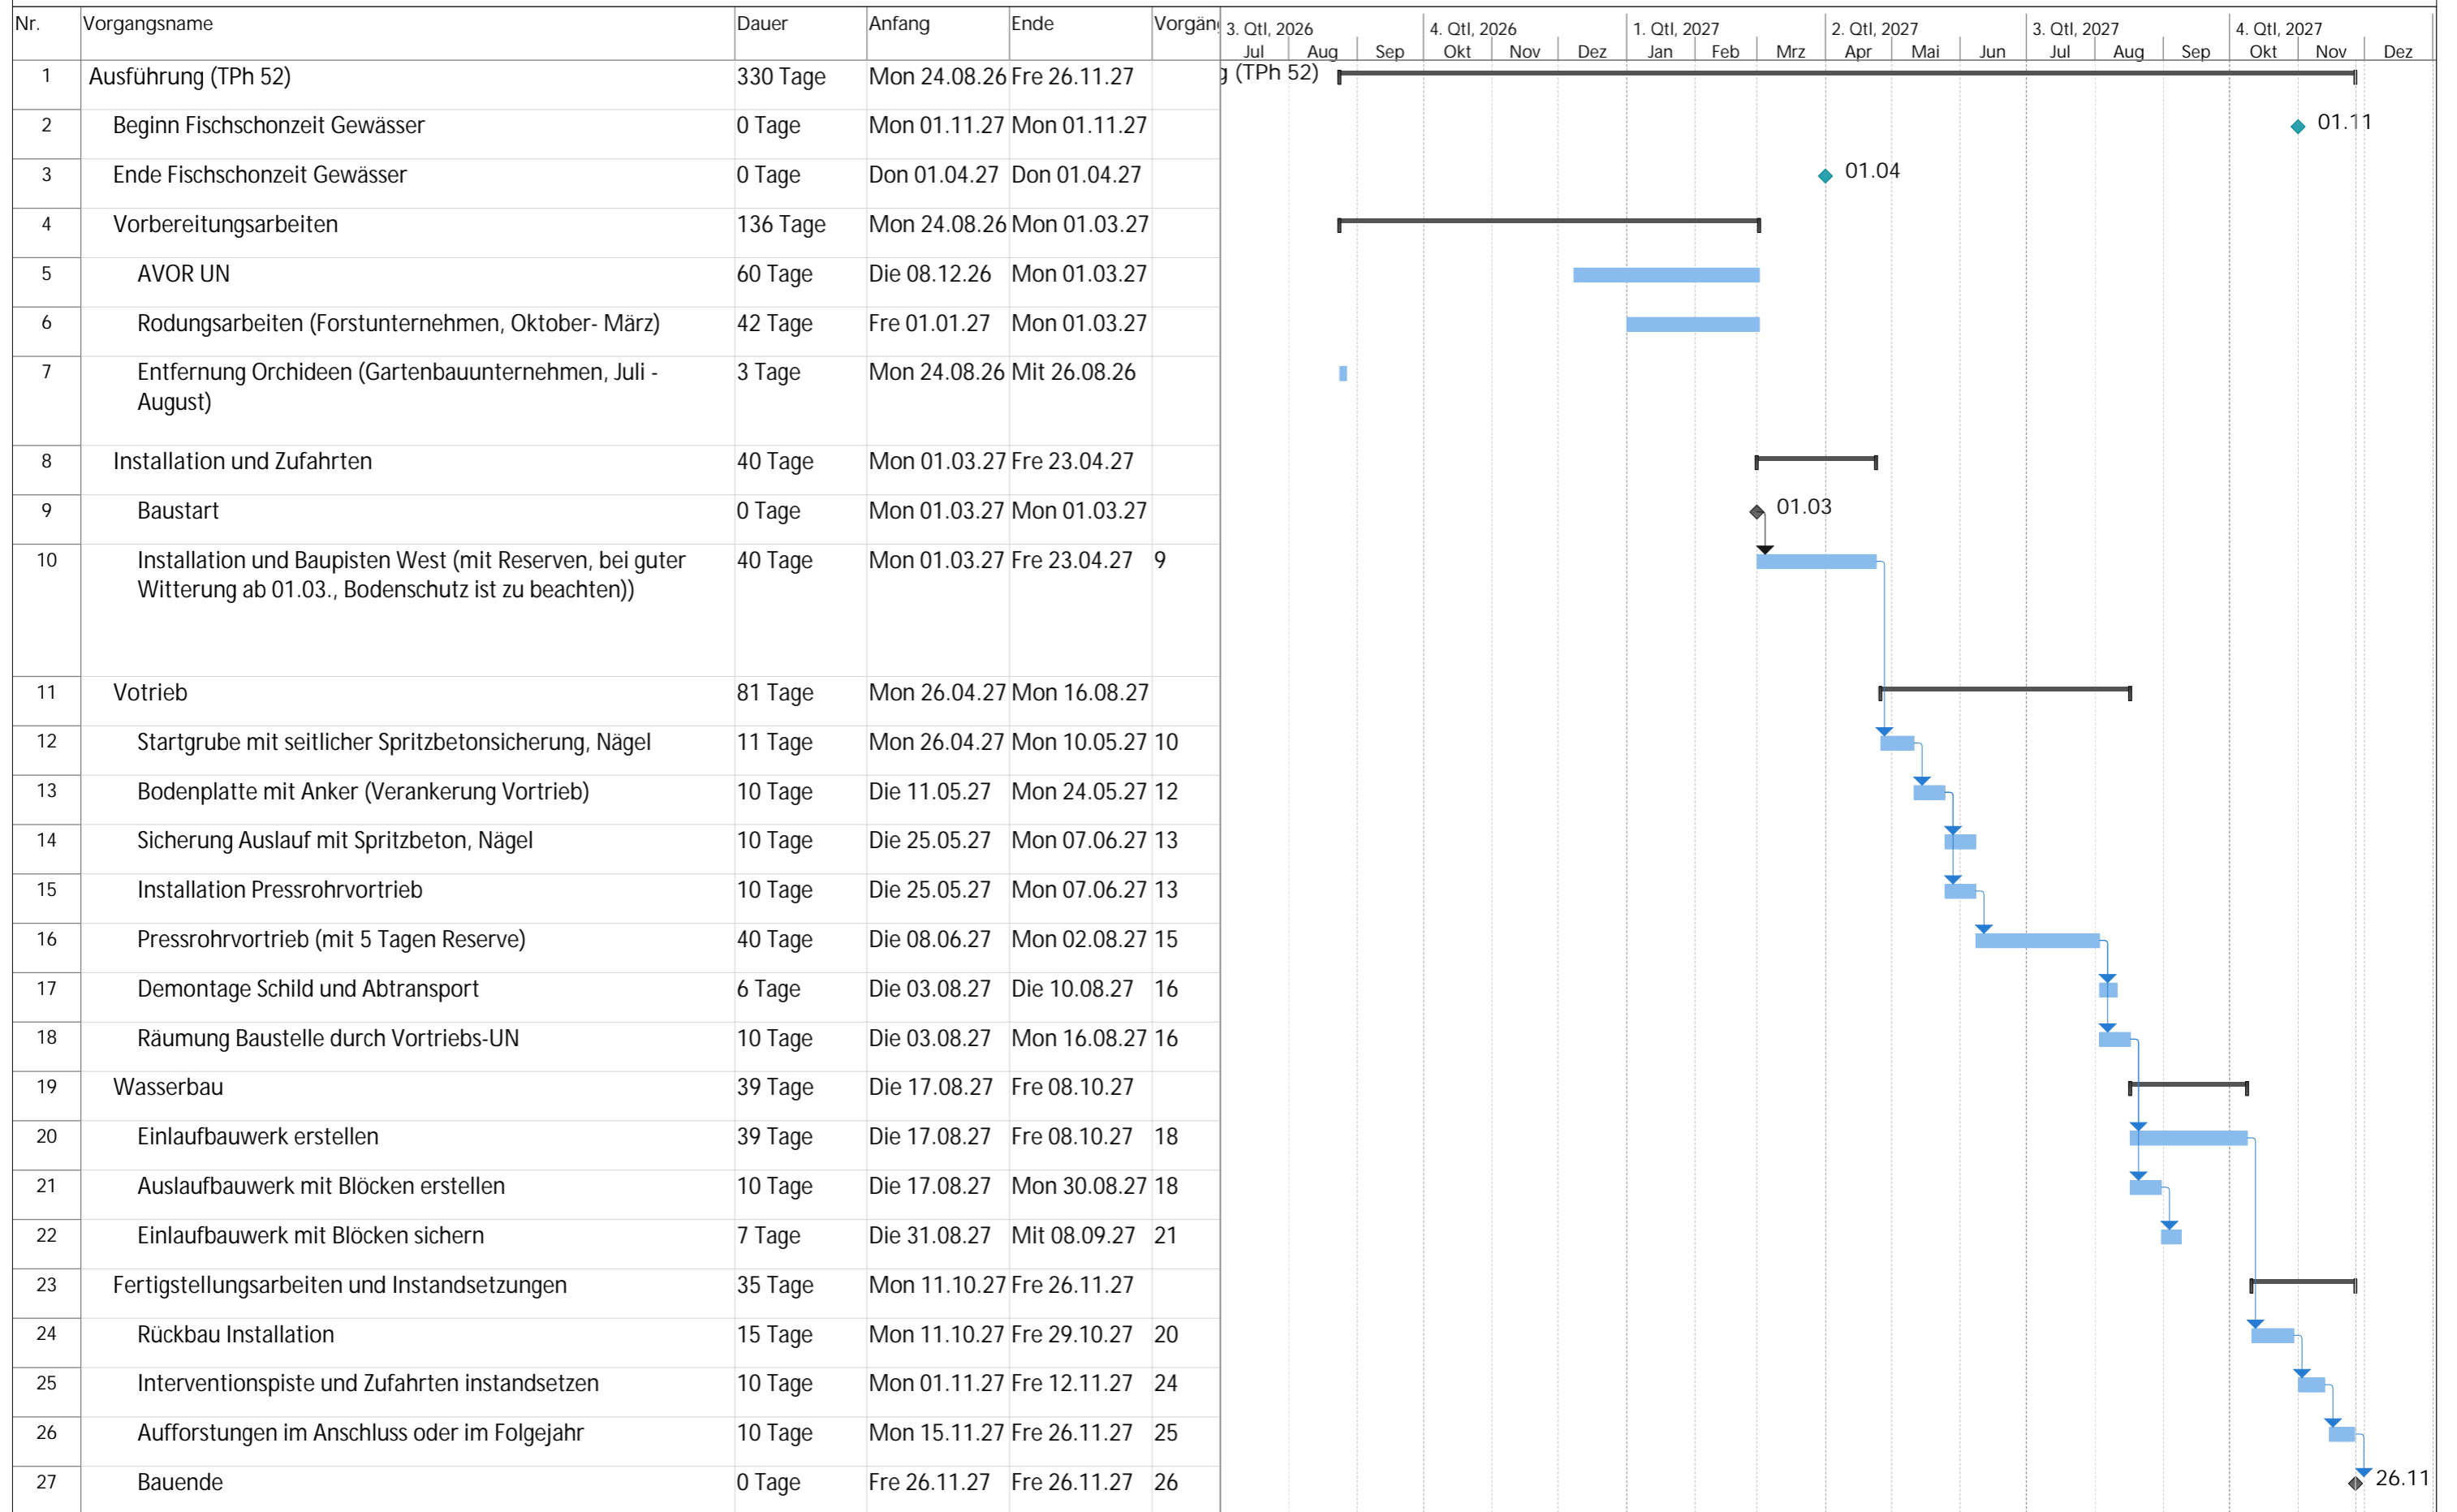 Nr. Vorgangsname Dauer Anfang Ende Vorgän 3. Qtl, 2026 4. Qtl, 2026 1. Qtl, 2027 2. Qtl, 2027 3. Qtl, 2027 4. Qtl, 2027
Jul Aug Sep Okt Nov Dez Jan Feb Mrz Apr Mai Jun Jul Aug Sep Okt Nov Dez
1 Ausführung (TPh 52) 330 Tage Mon 24.08.26 Fre 26.11.27 g (TPh 52)
2 Beginn Fischschonzeit Gewässer 0 Tage Mon 01.11.27 Mon 01.11.27 01.11
3 Ende Fischschonzeit Gewässer 0 Tage Don 01.04.27 Don 01.04.27 01.04
4 Vorbereitungsarbeiten 136 Tage Mon 24.08.26 Mon 01.03.27
5 AVOR UN 60 Tage Die 08.12.26 Mon 01.03.27
6 Rodungsarbeiten (Forstunternehmen, Oktober- März) 42 Tage Fre 01.01.27 Mon 01.03.27
7 Entfernung Orchideen (Gartenbauunternehmen, Juli - 3 Tage Mon 24.08.26 Mit 26.08.26
August)
8 Installation und Zufahrten 40 Tage Mon 01.03.27 Fre 23.04.27
9 Baustart 0 Tage Mon 01.03.27 Mon 01.03.27 01.03
10 Installation und Baupisten West (mit Reserven, bei guter 40 Tage Mon 01.03.27 Fre 23.04.27 9
Witterung ab 01.03., Bodenschutz ist zu beachten))
11 Votrieb 81 Tage Mon 26.04.27 Mon 16.08.27
12 Startgrube mit seitlicher Spritzbetonsicherung, Nägel 11 Tage Mon 26.04.27 Mon 10.05.27 10
13 Bodenplatte mit Anker (Verankerung Vortrieb) 10 Tage Die 11.05.27 Mon 24.05.27 12
14 Sicherung Auslauf mit Spritzbeton, Nägel 10 Tage Die 25.05.27 Mon 07.06.27 13
15 Installation Pressrohrvortrieb 10 Tage Die 25.05.27 Mon 07.06.27 13
16 Pressrohrvortrieb (mit 5 Tagen Reserve) 40 Tage Die 08.06.27 Mon 02.08.27 15
17 Demontage Schild und Abtransport 6 Tage Die 03.08.27 Die 10.08.27 16
18 Räumung Baustelle durch Vortriebs-UN 10 Tage Die 03.08.27 Mon 16.08.27 16
19 Wasserbau 39 Tage Die 17.08.27 Fre 08.10.27
20 Einlaufbauwerk erstellen 39 Tage Die 17.08.27 Fre 08.10.27 18
21 Auslaufbauwerk mit Blöcken erstellen 10 Tage Die 17.08.27 Mon 30.08.27 18
22 Einlaufbauwerk mit Blöcken sichern 7 Tage Die 31.08.27 Mit 08.09.27 21
23 Fertigstellungsarbeiten und Instandsetzungen 35 Tage Mon 11.10.27 Fre 26.11.27
24 Rückbau Installation 15 Tage Mon 11.10.27 Fre 29.10.27 20
25 Interventionspiste und Zufahrten instandsetzen 10 Tage Mon 01.11.27 Fre 12.11.27 24
26 Aufforstungen im Anschluss oder im Folgejahr 10 Tage Mon 15.11.27 Fre 26.11.27 25
27 Bauende 0 Tage Fre 26.11.27 Fre 26.11.27 26 26.11